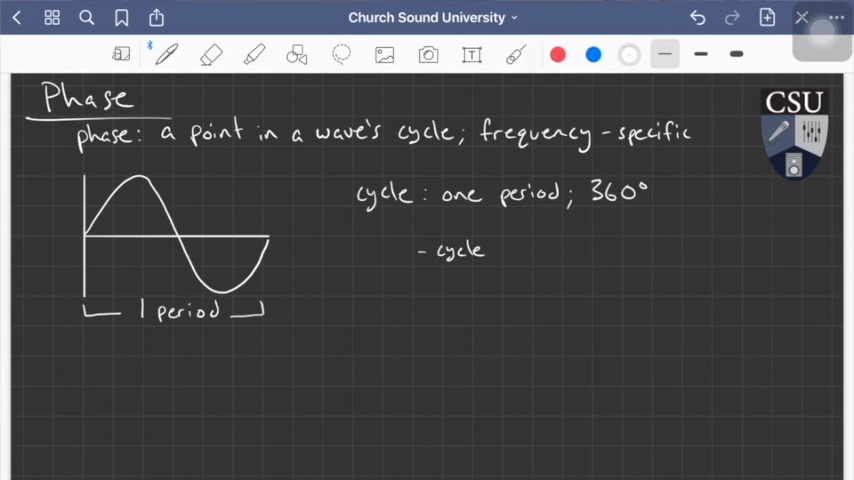 Church Sound University
Phase
phase: a point in a wave's cycle; frequency-specific
CSU
cycle: one period; 360°
- cycle
1 period